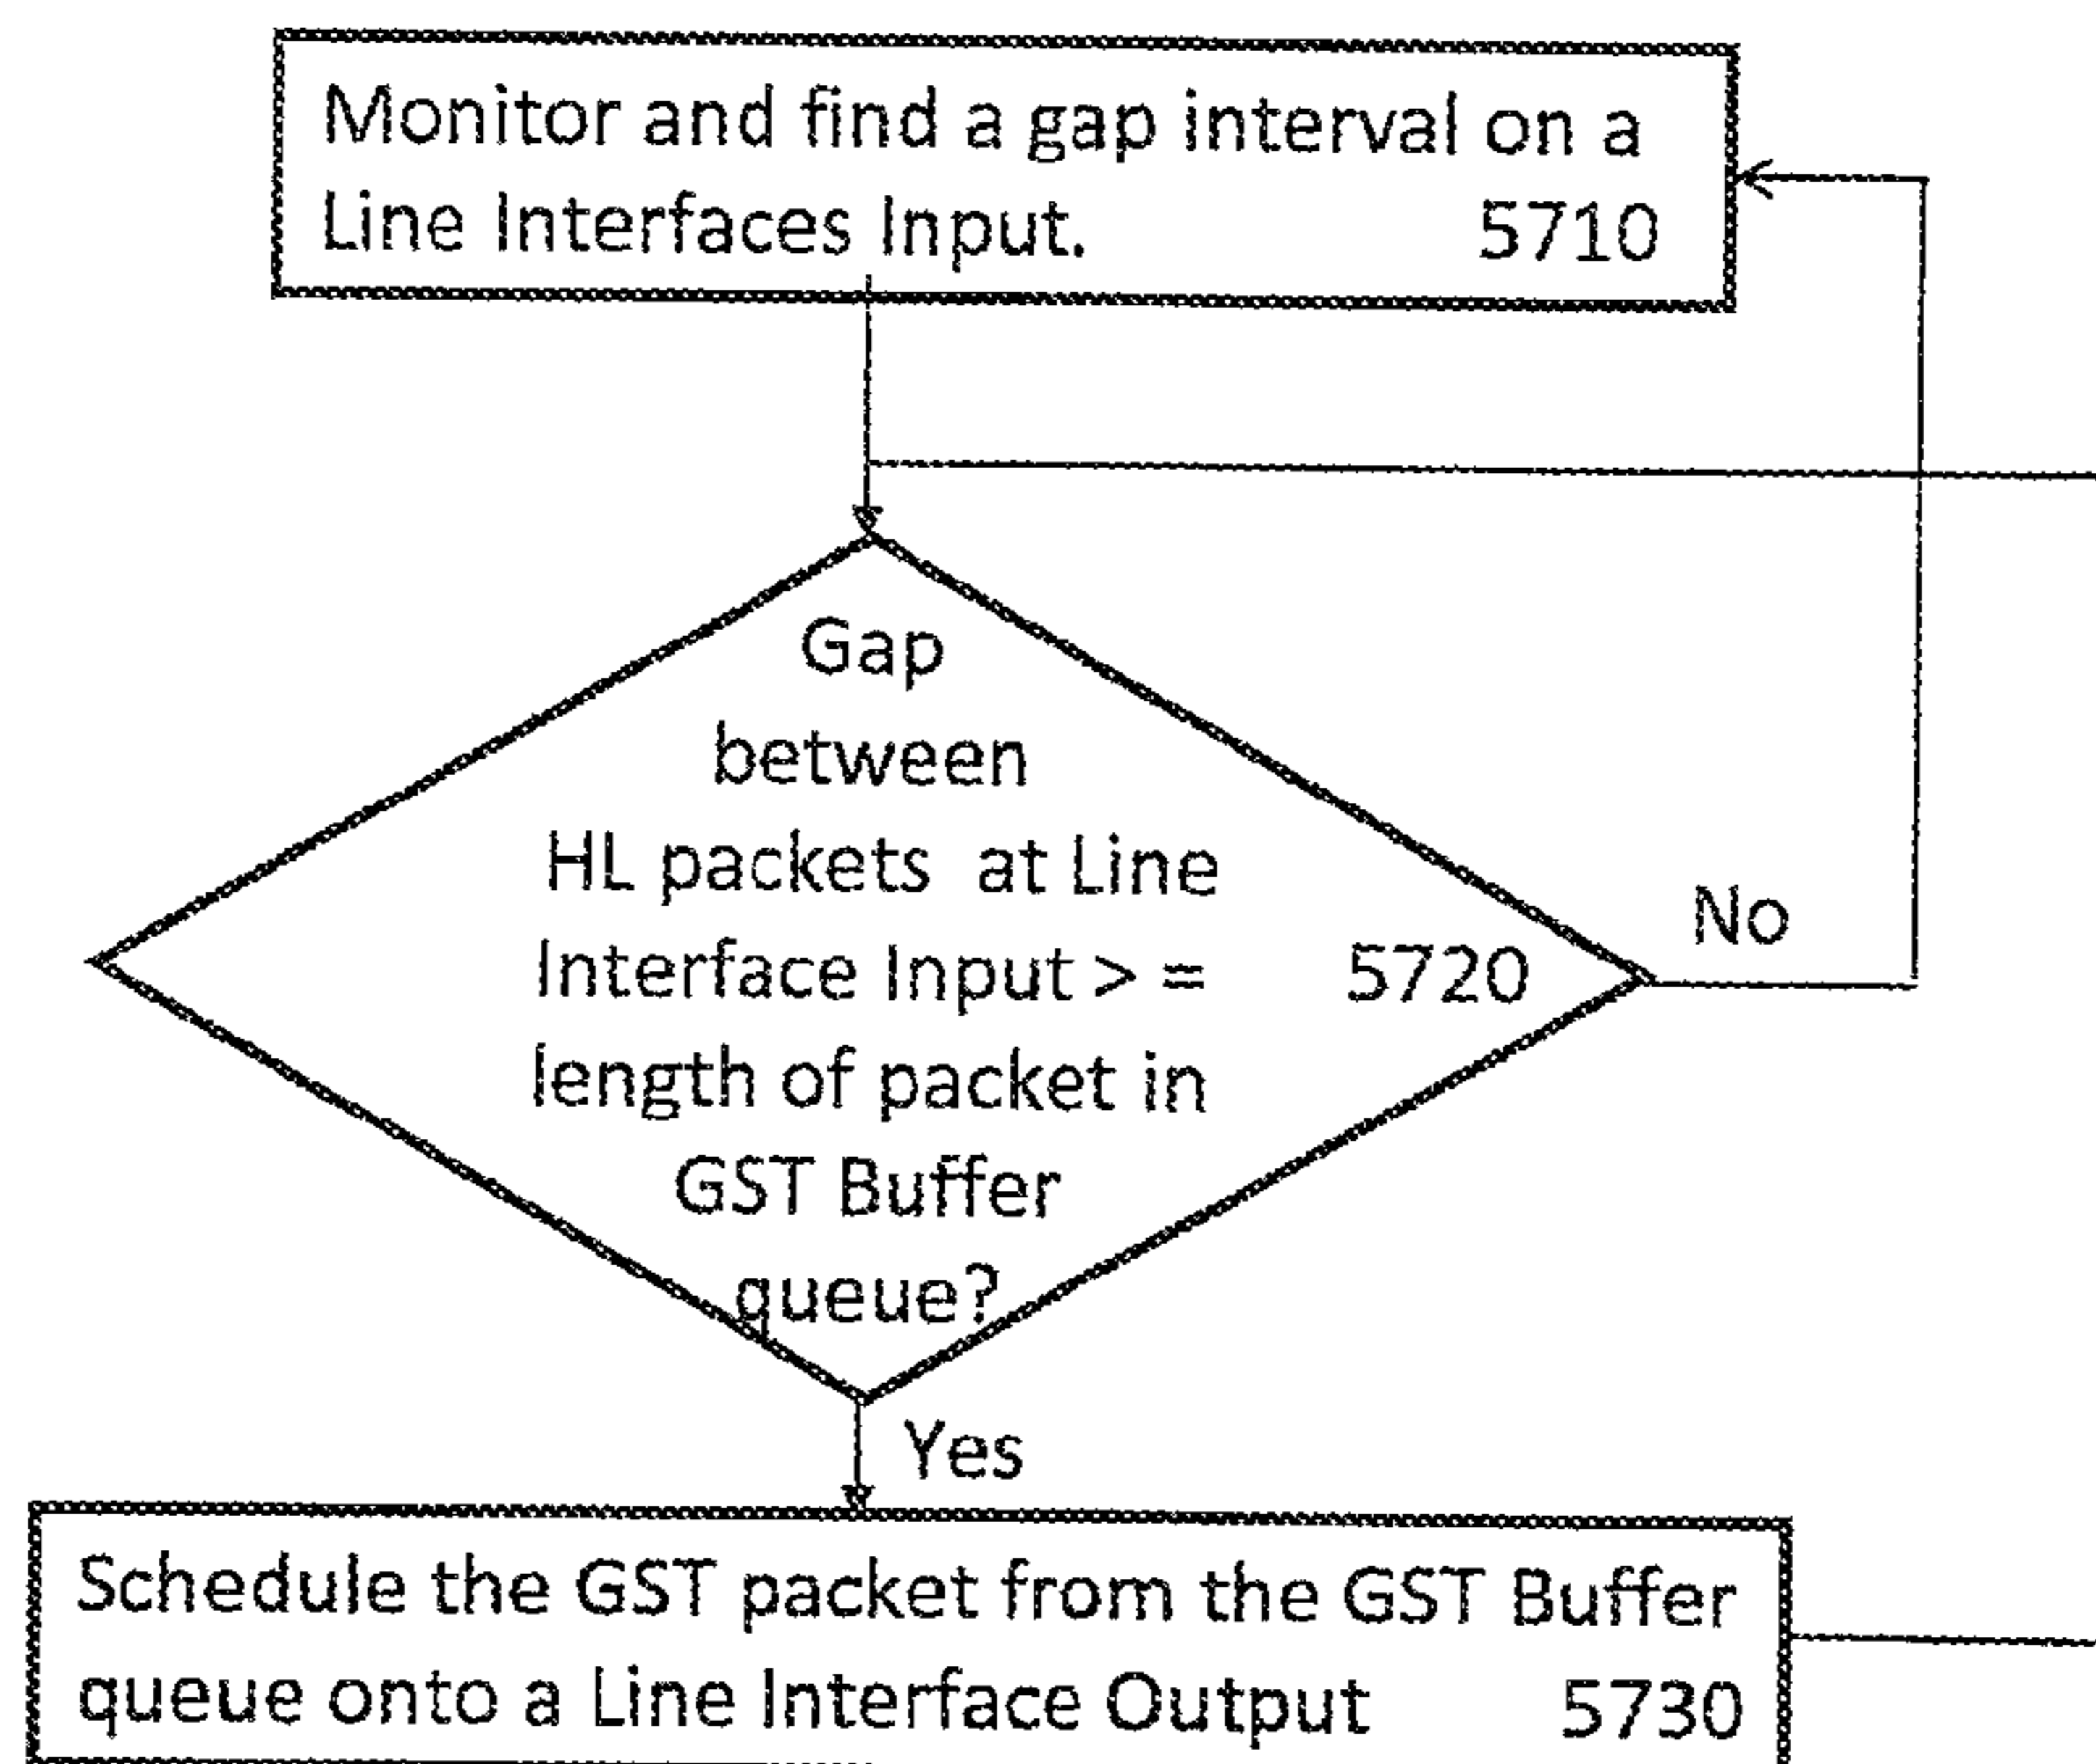 Monitor and find a gap interval on a
Line Interfaces Input. 5710
Gap
between
HL packets at Line
Interface Input > = 5720
length of packet in
GST Buffer
queue?
No
Yes
Schedule the GST packet from the GST Buffer
queue onto a Line Interface Output 5730